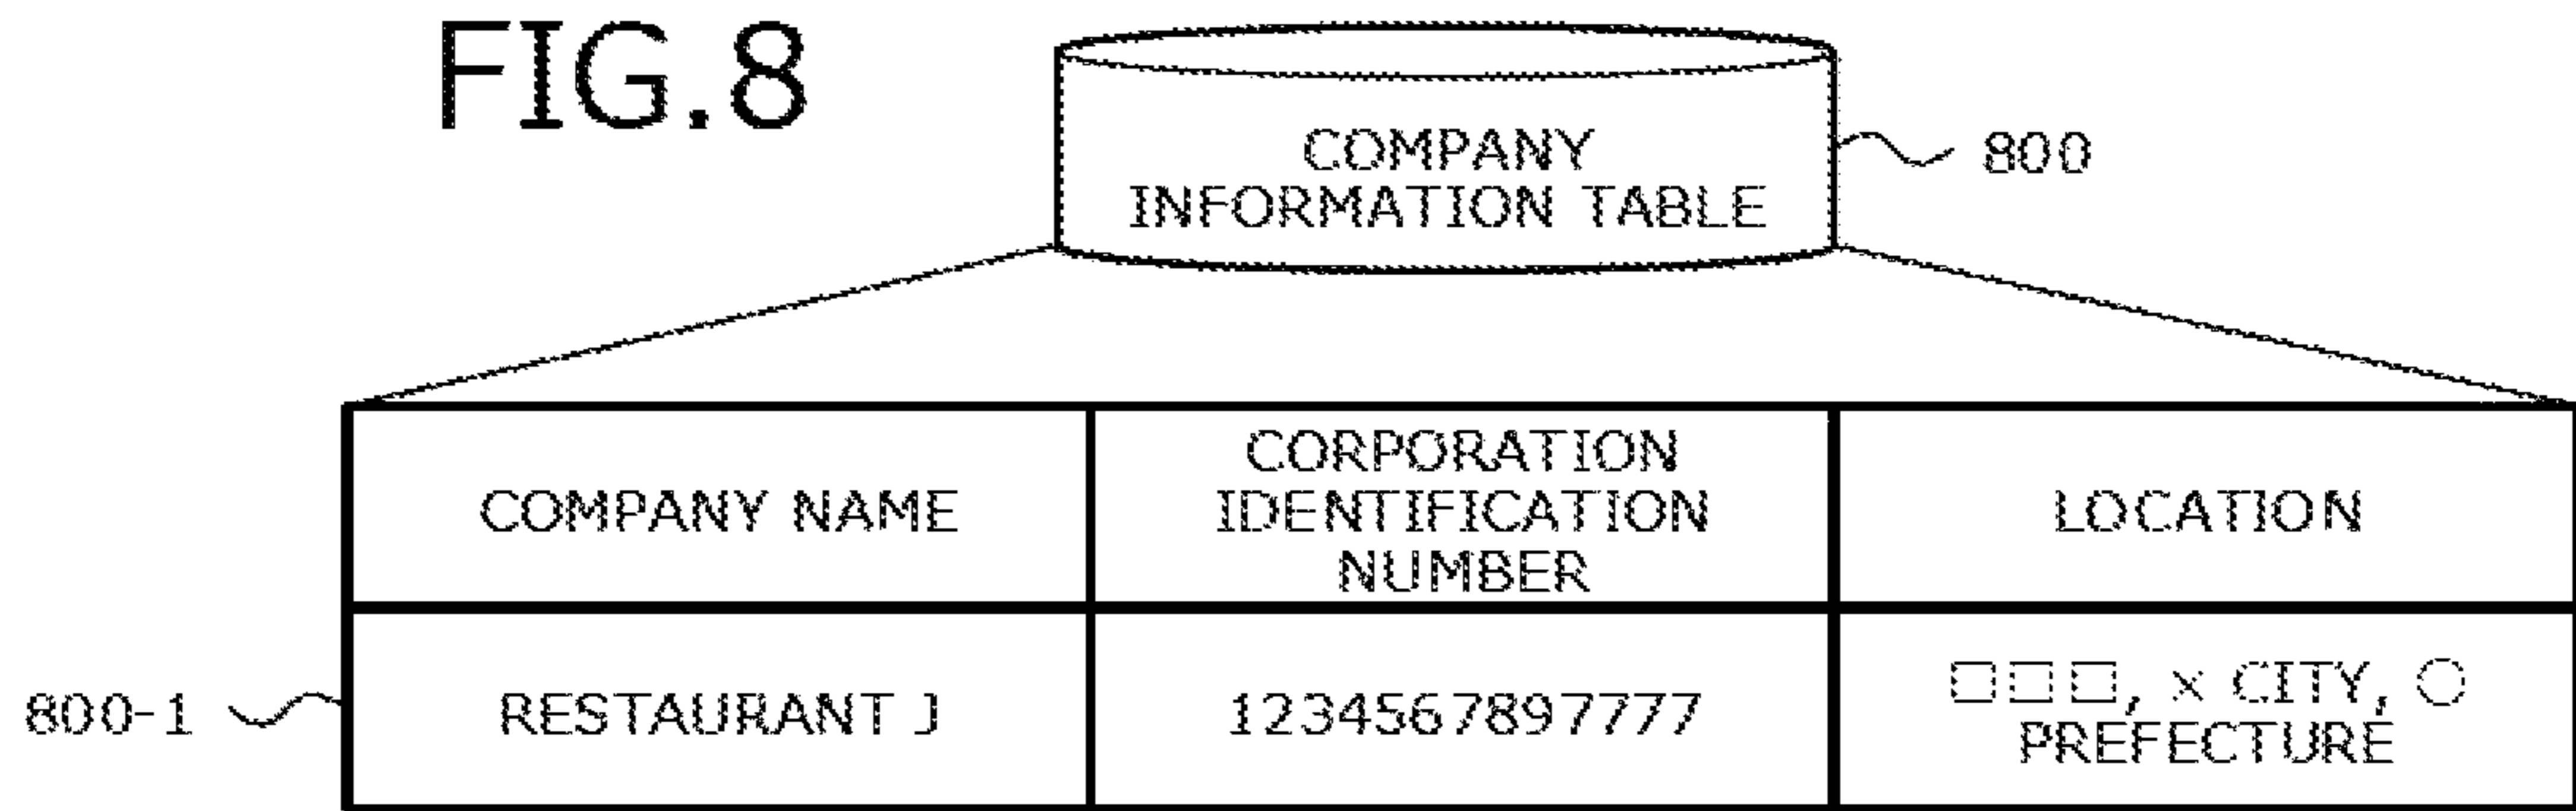 FIG.8
COMPANY
INFORMATION TABLE
800
COMPANY NAME
CORPORATION
IDENTIFICATION
NUMBER
LOCATION
800-1
RESTAURANT J
1234567897777
□□□, × CITY, ○
PREFECTURE